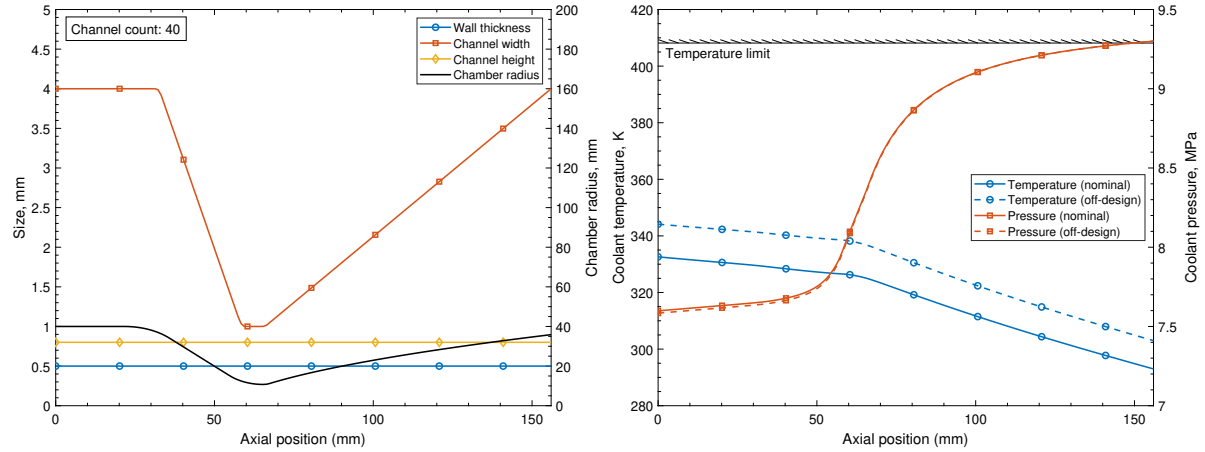 Channel count: 40
Wall thickness
Channel width
Channel height
Chamber radius
5
4.5
4
3.5
3
2.5
2
1.5
1
0.5
0
Size, mm
200
180
160
140
120
100
80
60
40
20
0
Chamber radius, mm
0 50 100 150
Axial position (mm)
Temperature limit
Temperature (nominal)
Temperature (off-design)
Pressure (nominal)
Pressure (off-design)
420
400
380
360
340
320
300
280
Coolant temperature, K
9.5
9
8.5
8
7.5
7
Coolant pressure, MPa
0 50 100 150
Axial position (mm)